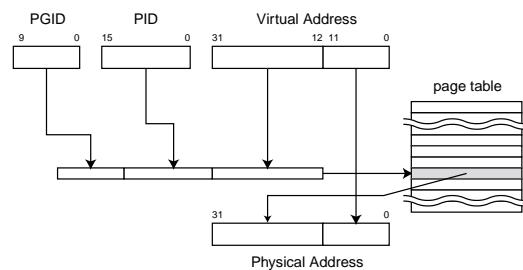 PGID PID Virtual Address
9 0 15 0 31 12 11 0
page table
31 0
Physical Address